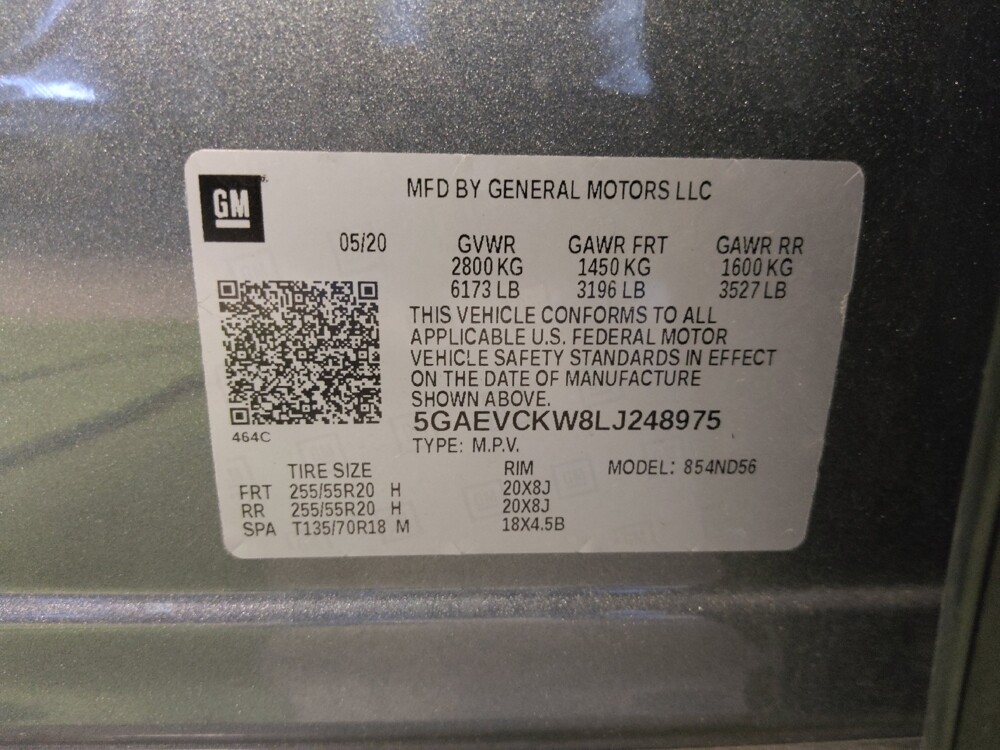 GM
MFD BY GENERAL MOTORS LLC
05/20 GVWR GAWR FRT GAWR RR
2800 KG 1450 KG 1600 KG
6173 LB 3196 LB 3527 LB
THIS VEHICLE CONFORMS TO ALL
APPLICABLE U.S. FEDERAL MOTOR
VEHICLE SAFETY STANDARDS IN EFFECT
ON THE DATE OF MANUFACTURE
SHOWN ABOVE.
5GAEVCKW8LJ248975
464C
TYPE: M.P.V.
TIRE SIZE RIM MODEL: 854ND56
FRT 255/55R20 H 20X8J
RR 255/55R20 H 20X8J
SPA T135/70R18 M 18X4.5B